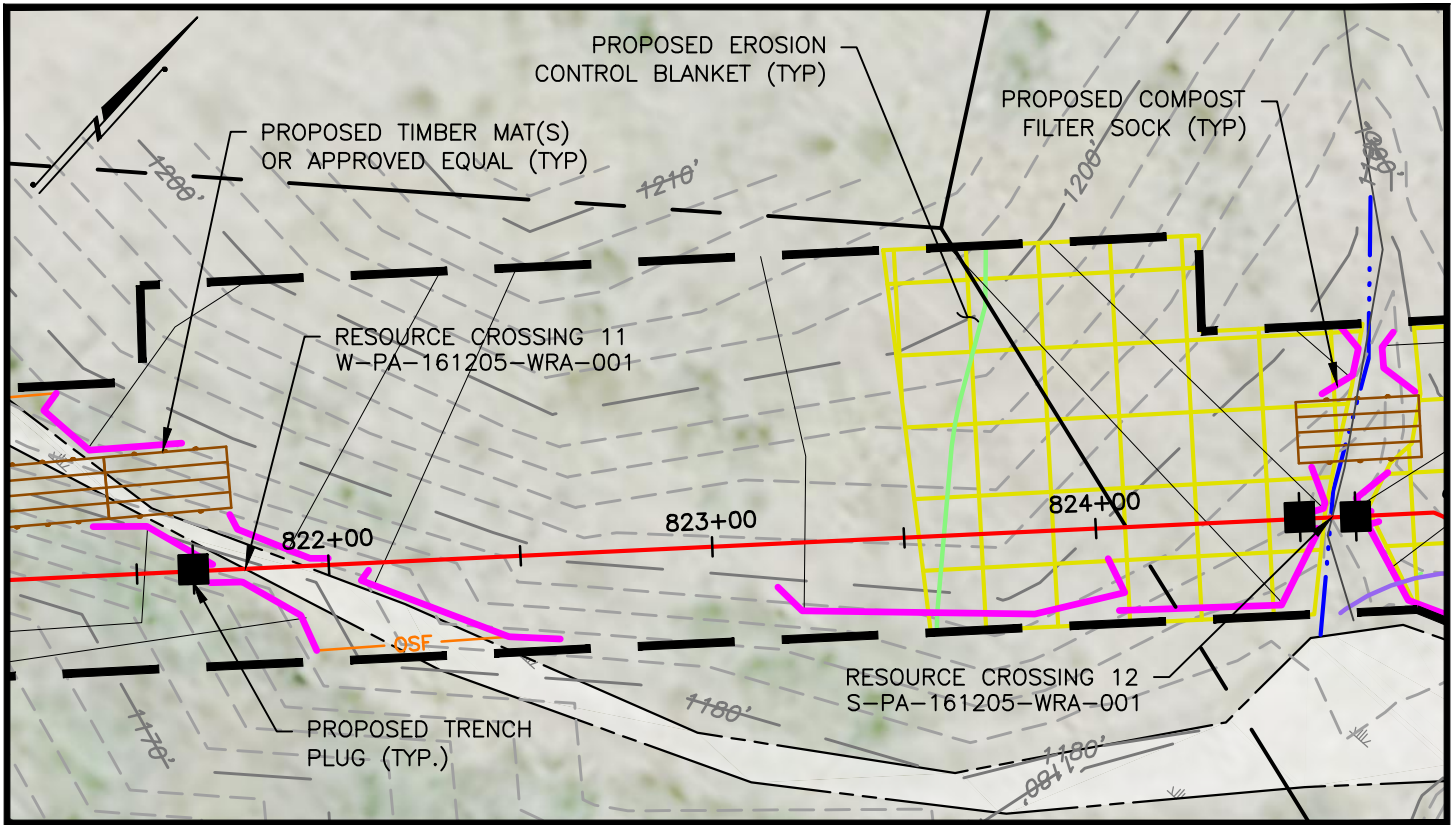 PROPOSED EROSION
CONTROL BLANKET (TYP)
PROPOSED COMPOST
FILTER SOCK (TYP)
PROPOSED TIMBER MAT(S)
OR APPROVED EQUAL (TYP)
1200'
1210'
1200'
RESOURCE CROSSING 11
W-PA-161205-WRA-001
822+00
823+00
824+00
OSF
RESOURCE CROSSING 12
S-PA-161205-WRA-001
1180'
1170'
PROPOSED TRENCH
PLUG (TYP.)
1180'
1180'